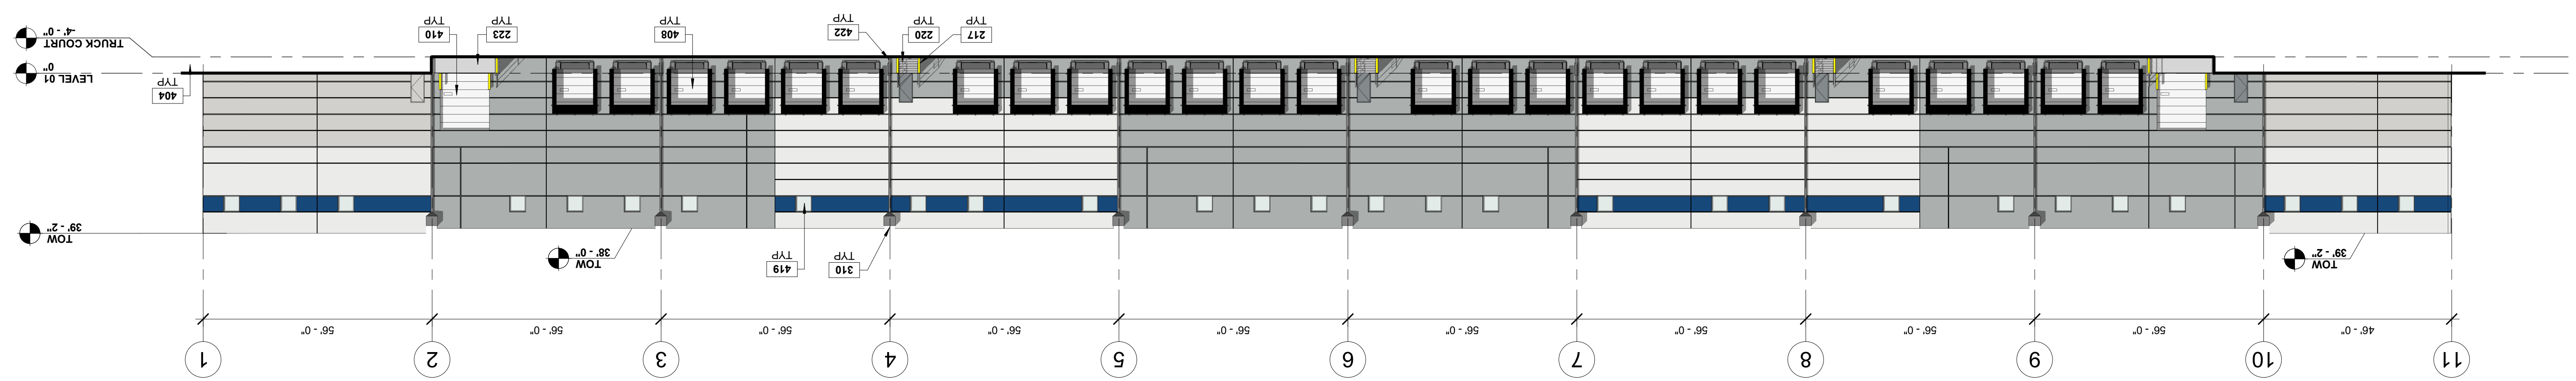 11 10 9 8 7 6 5 4 3 2 1
46' - 0" 56' - 0" 56' - 0" 56' - 0" 56' - 0" 56' - 0" 56' - 0" 56' - 0" 56' - 0" 56' - 0"
TOW
39' - 2"
310
TYP
419
TYP
TOW
38' - 0"
TOW
39' - 2"
404
TYP
LEVEL 01
0"
TRUCK COURT
-4' - 0"
217
TYP
220
TYP
422
TYP
408
TYP
223
TYP
410
TYP